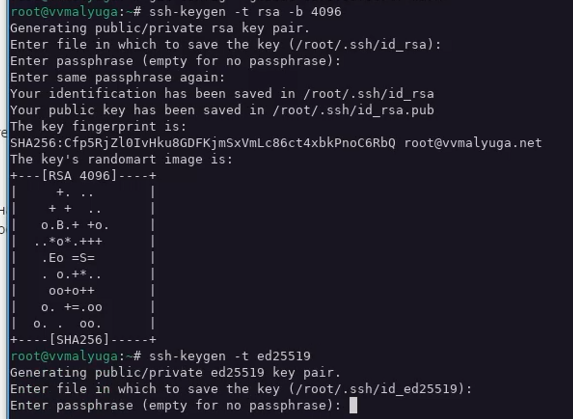 root@vvmalyuga:~# ssh-keygen -t rsa -b 4096
Generating public/private rsa key pair.
Enter file in which to save the key (/root/.ssh/id_rsa):
Enter passphrase (empty for no passphrase):
Enter same passphrase again:
Your identification has been saved in /root/.ssh/id_rsa
Your public key has been saved in /root/.ssh/id_rsa.pub
The key fingerprint is:
SHA256:Cfp5RjZl0IvHku8GDFKjmSxVmLc86ct4xbkPnoC6RbQ root@vvmalyuga.net
The key's randomart image is:
+---[RSA 4096]----+
|     +. ..       |
|    + +  ..      |
|   o.B.+ +o.     |
|  ..*o*.+++      |
|   .Eo =S=       |
|   . o.+*..      |
|    oo+o++       |
|   o. +=.oo      |
|  o. .  oo.      |
+----[SHA256]-----+
root@vvmalyuga:~# ssh-keygen -t ed25519
Generating public/private ed25519 key pair.
Enter file in which to save the key (/root/.ssh/id_ed25519):
Enter passphrase (empty for no passphrase):